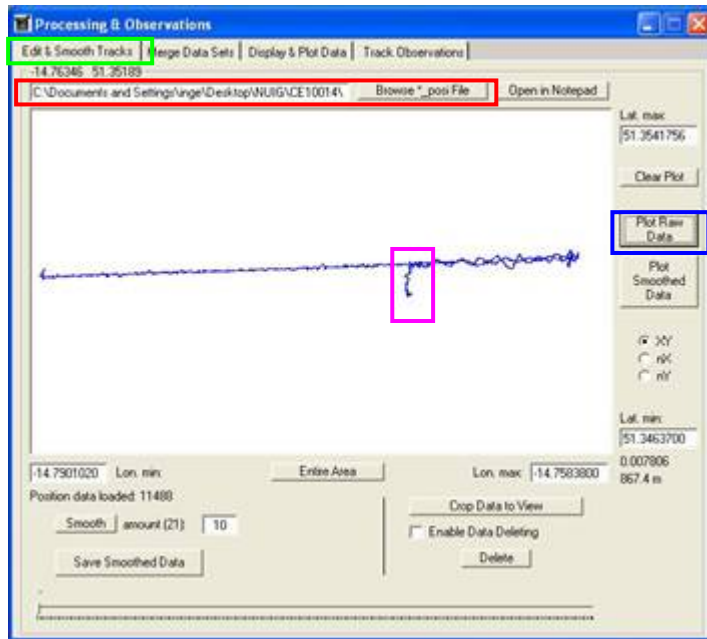 Processing & Observations
Edit & Smooth Tracks Merge Data Sets Display & Plot Data Track Observations
-14.76346 51.35189
C:\Documents and Settings\inge\Desktop\NUIG\CE10014\ Browse *_posi File Open in Notepad
Lat. max:
51.3541756
Clear Plot
Plot Raw
Data
Plot
Smoothed
Data
XY
nX
nY
Lat. min:
51.3463700
-14.7901020 Lon. min: Entire Area Lon. max: -14.7583800
0.007806
867.4 m
Position data loaded: 11488
Smooth amount (21): 10
Crop Data to View
Enable Data Deleting
Save Smoothed Data
Delete